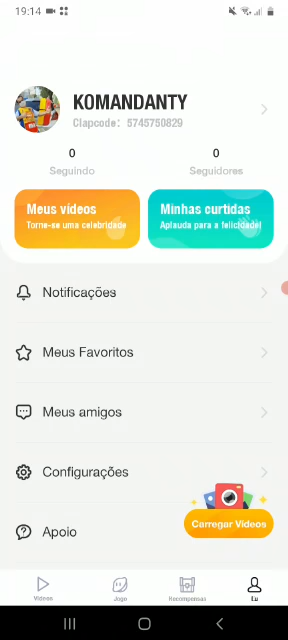 19:14
KOMANDANTY
Clapcode: 5745750829
0
0
Seguindo
Seguidores
Meus vídeos
Torne-se uma celebridade
Minhas curtidas
Aplauda para a felicidade!
Notificações
Meus Favoritos
Meus amigos
Configurações
Carregar Vídeos
Apoio
Vídeos
Jogo
Recompensas
Eu